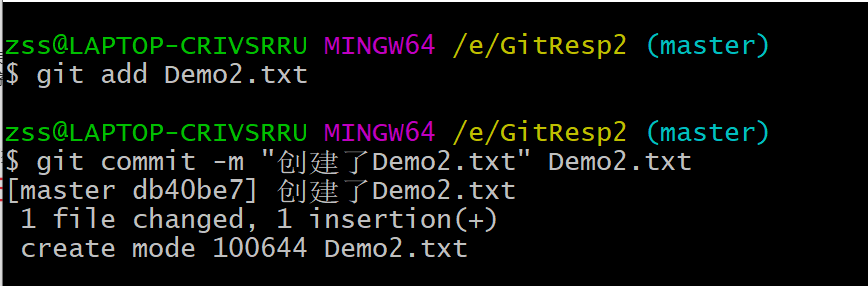 zss@LAPTOP-CRIVSRRU MINGW64 /e/GitResp2 (master)
$ git add Demo2.txt
zss@LAPTOP-CRIVSRRU MINGW64 /e/GitResp2 (master)
$ git commit -m "创建了Demo2.txt" Demo2.txt
[master db40be7] 创建了Demo2.txt
 1 file changed, 1 insertion(+)
 create mode 100644 Demo2.txt